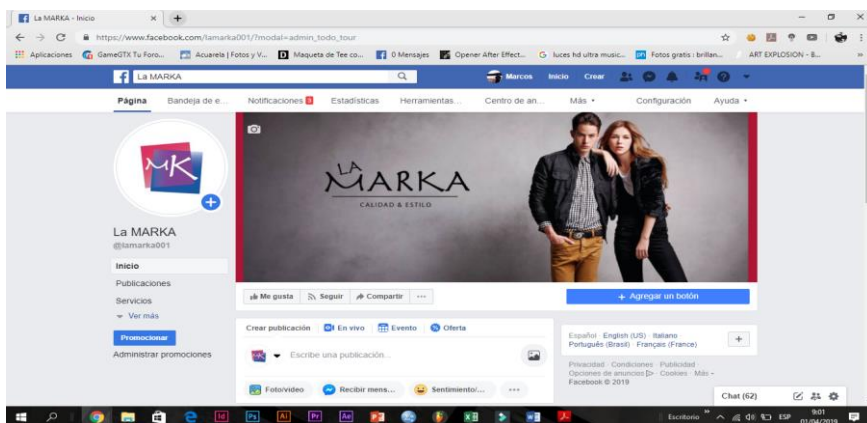 La MARKA - Inicio
https://www.facebook.com/lamarka001/?modal=admin_todo_tour
Aplicaciones GameGTX Tu Foro... Acuarela | Fotos y V... Maqueta de Tee co... 0 Mensajes Opener After Effect... luces hd ultra music... Fotos gratis : brillan... ART EXPLOSION - B...
La MARKA Marcos Inicio Crear
Página Bandeja de e... Notificaciones Estadísticas Herramientas... Centro de an... Más Configuración Ayuda
MK
LA
MARKA
CALIDAD & ESTILO
La MARKA
@lamarka001
Inicio
Publicaciones
Servicios
Ver más
Promocionar
Administrar promociones
Me gusta Seguir Compartir ... + Agregar un botón
Crear publicación En vivo Evento Oferta
Escribe una publicación...
Foto/video Recibir mens... Sentimiento/... ...
Español · English (US) · Italiano ·
Português (Brasil) · Français (France)
Privacidad · Condiciones · Publicidad ·
Opciones de anuncios · Cookies · Más
Facebook © 2019
Chat (62)
Id Ps Ai Pr Ae
Escritorio ESP 9:01
01/04/2019